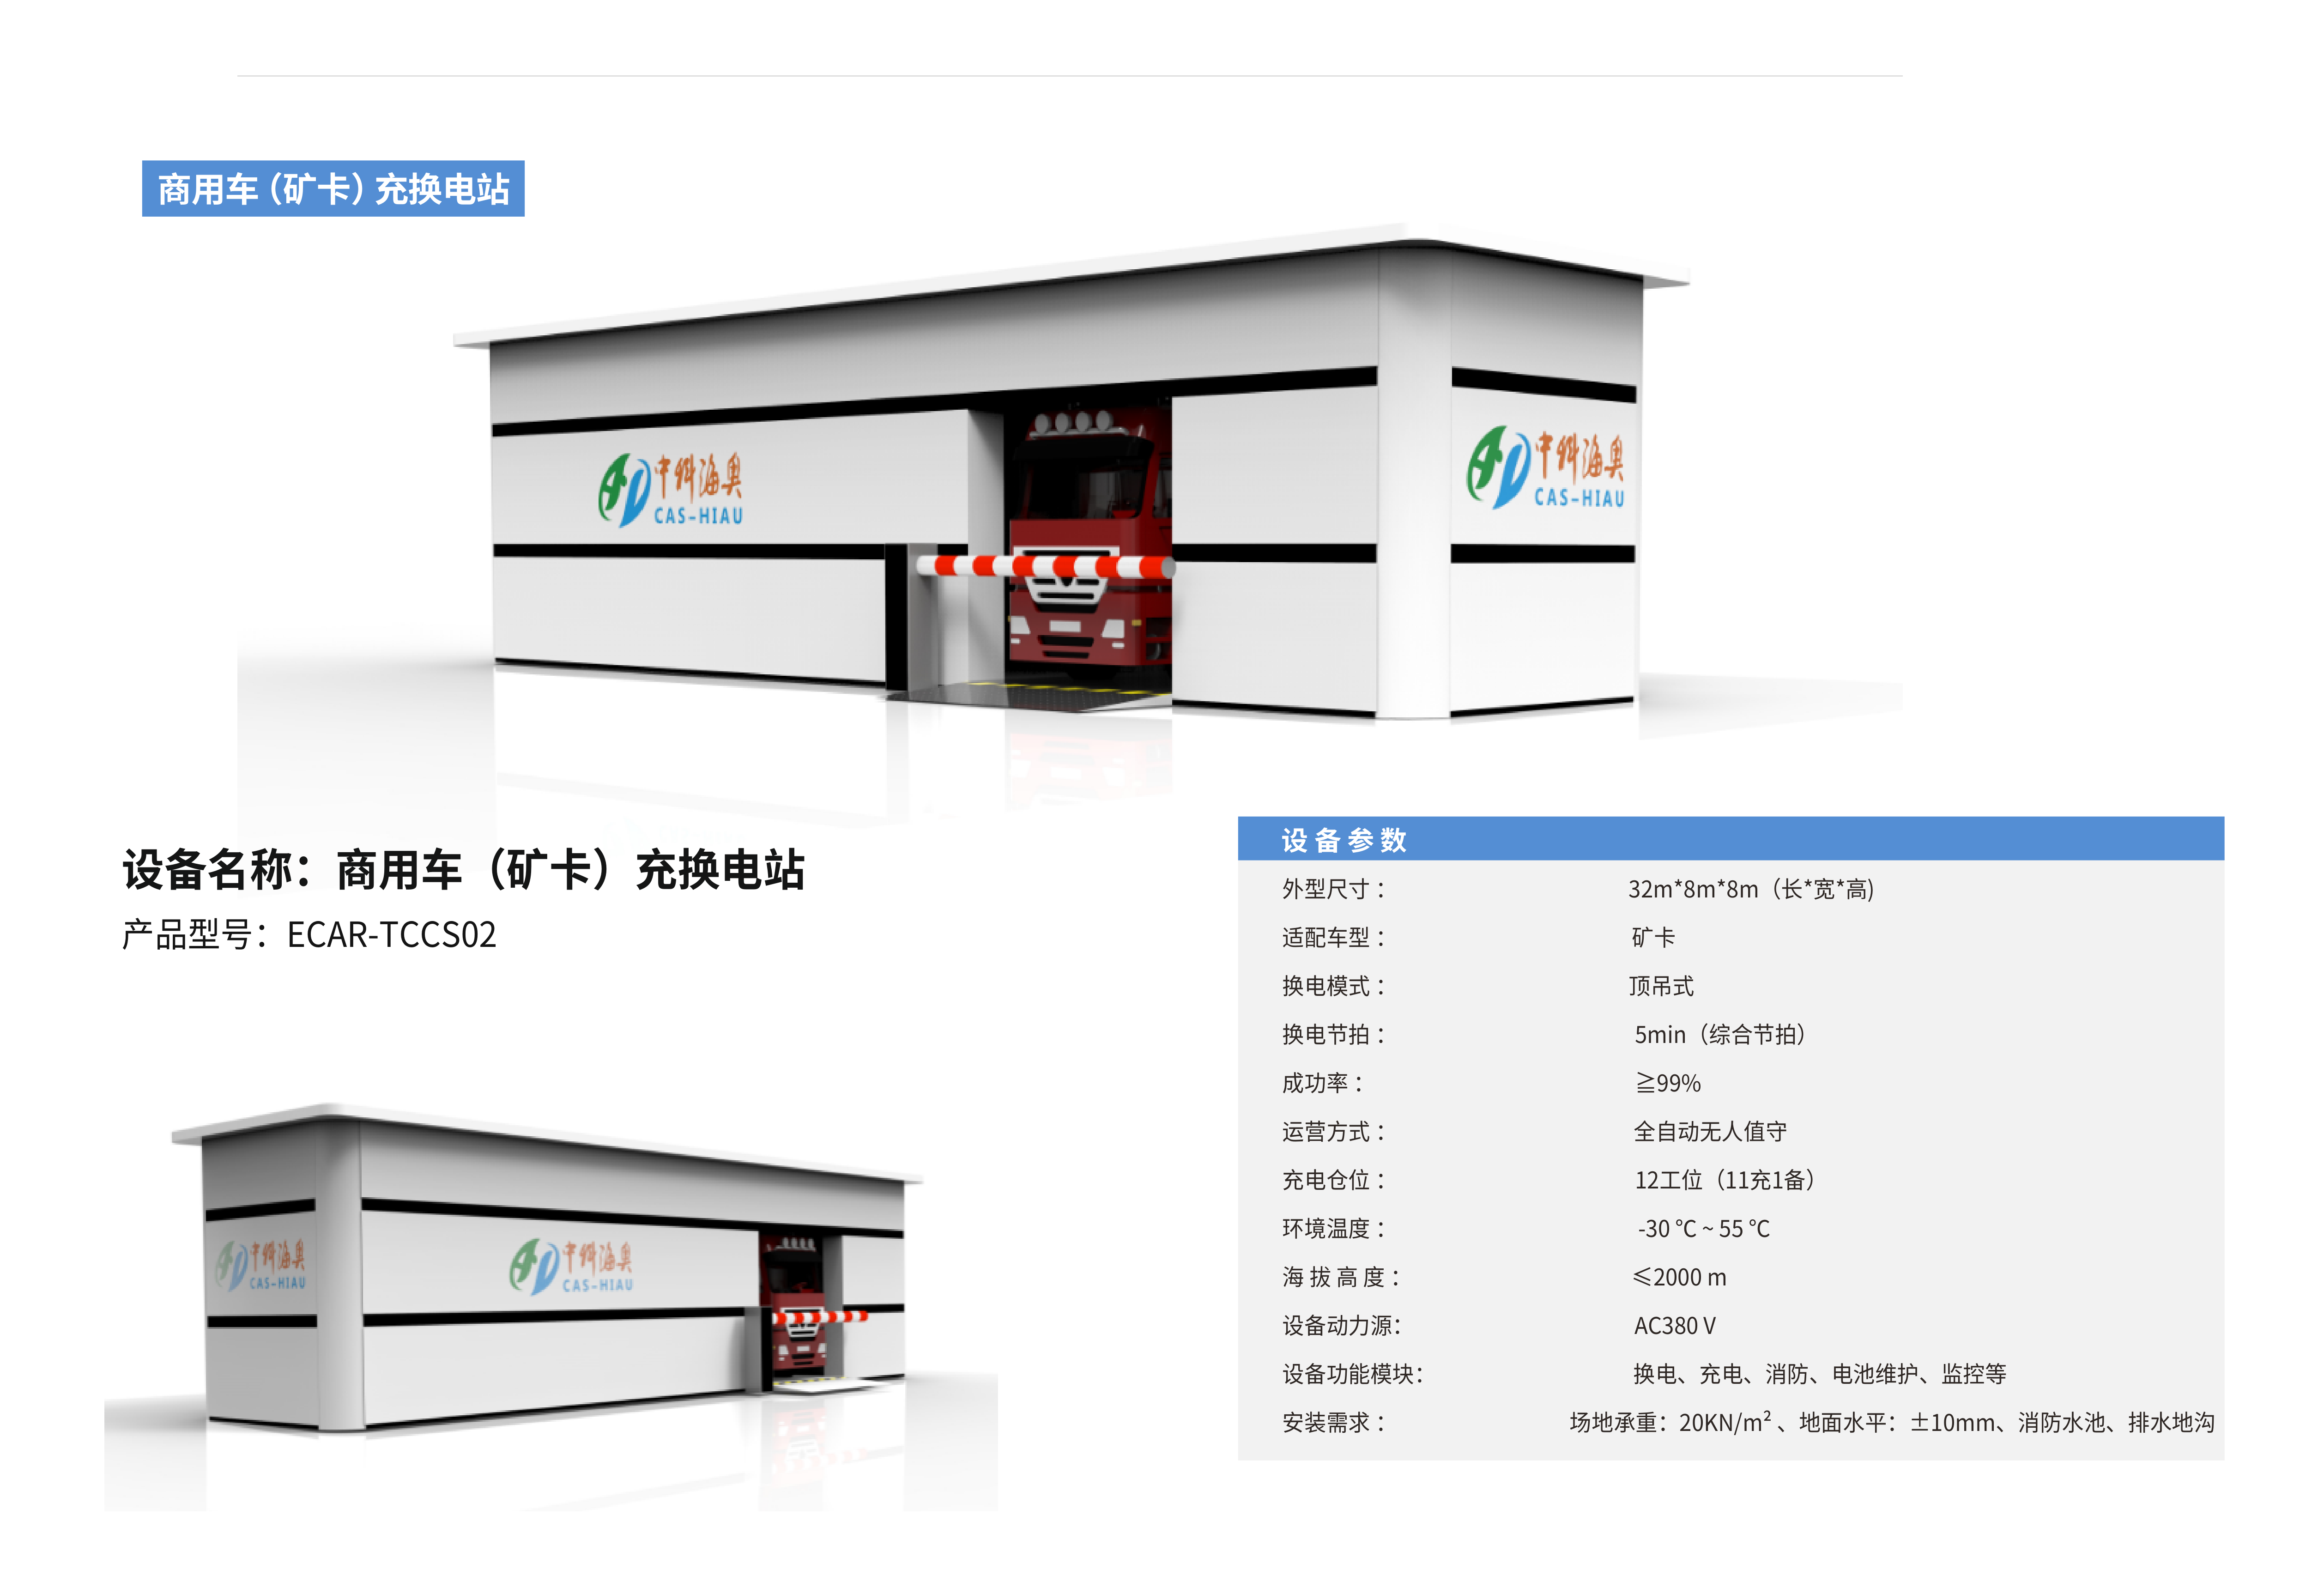 商用车（矿卡）充换电站
中科海奥
CAS-HIAU
中科海奥
CAS-HIAU
设备名称：商用车（矿卡）充换电站
产品型号：ECAR-TCCS02
中科海奥
CAS-HIAU
中科海奥
CAS-HIAU
设备参数
外型尺寸： 32m*8m*8m（长*宽*高)
适配车型： 矿卡
换电模式： 顶吊式
换电节拍： 5min（综合节拍）
成功率： ≧99%
运营方式： 全自动无人值守
充电仓位： 12工位（11充1备）
环境温度： -30 ℃ ~ 55 ℃
海拔高度： ≤2000 m
设备动力源： AC380 V
设备功能模块： 换电、充电、消防、电池维护、监控等
安装需求： 场地承重：20KN/m² 、地面水平：±10mm、消防水池、排水地沟